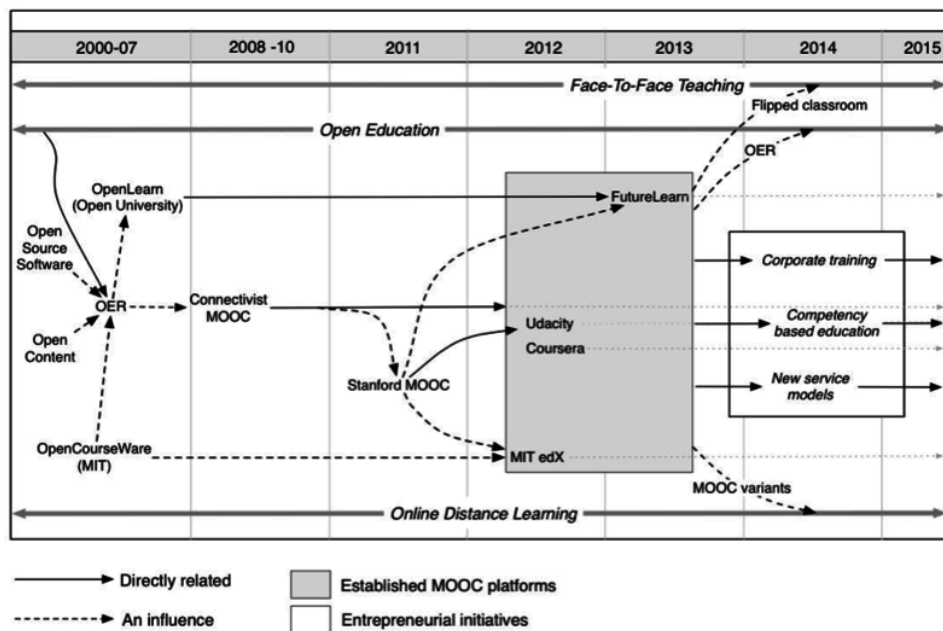 2000-07
2008 -10
2011
2012
2013
2014
2015
Face-To-Face Teaching
Flipped classroom
Open Education
OER
OpenLearn
(Open University)
FutureLearn
Open
Source
Software
Corporate training
OER
Connectivist
MOOC
Udacity
Competency
based education
Open
Content
Coursera
Stanford MOOC
New service
models
OpenCourseWare
(MIT)
MIT edX
MOOC variants
Online Distance Learning
Directly related
Established MOOC platforms
An influence
Entrepreneurial initiatives